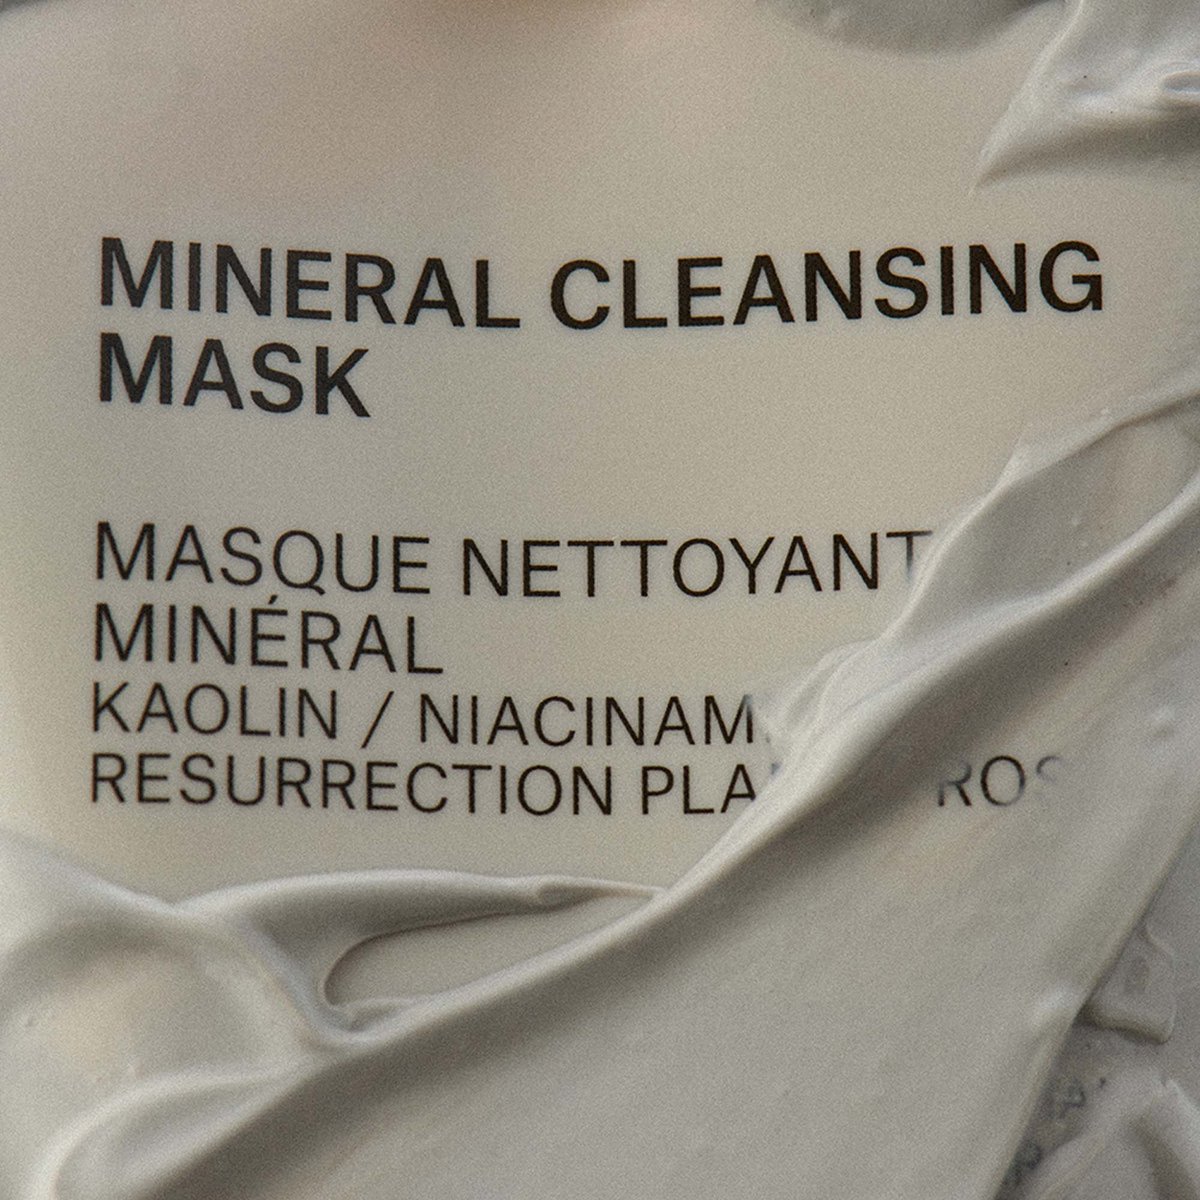 MINERAL CLEANSING
MASK
MASQUE NETTOYANT
MINÉRAL
KAOLIN / 
RESURRECTION